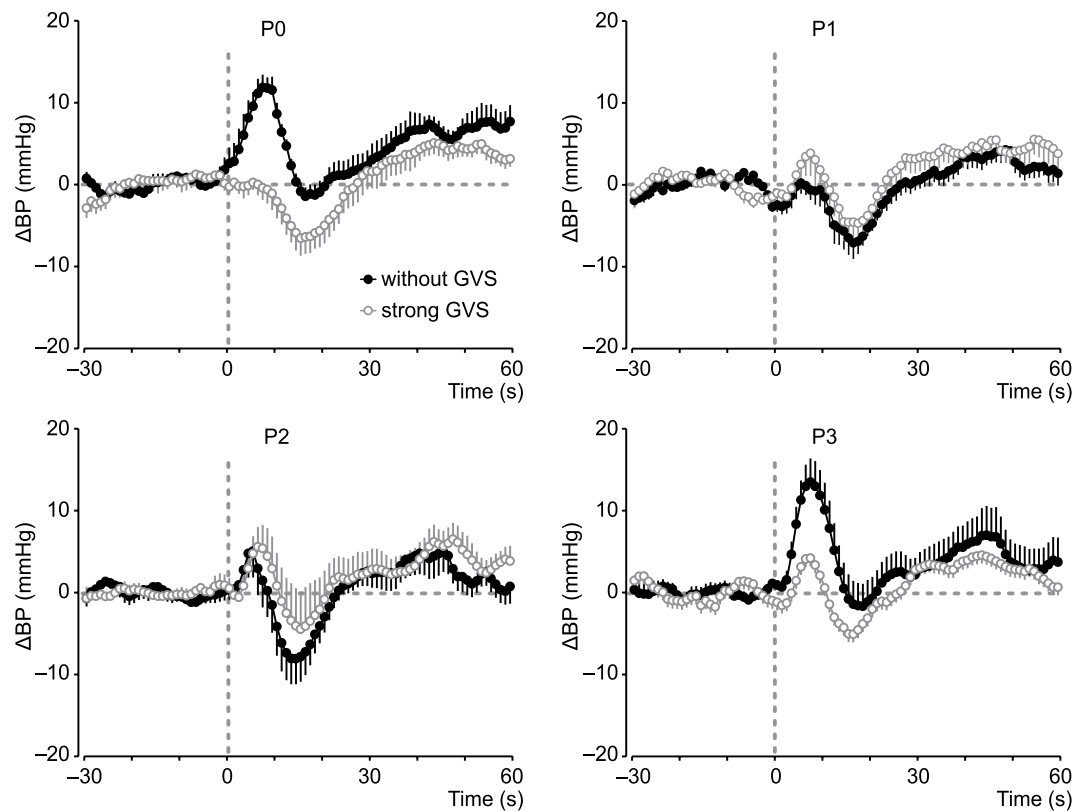 P0
20
10
0
–10
–20
ΔBP (mmHg)
without GVS
strong GVS
–30
0
30
60
Time (s)
P1
20
10
0
–10
–20
ΔBP (mmHg)
–30
0
30
60
Time (s)
P2
20
10
0
–10
–20
ΔBP (mmHg)
–30
0
30
60
Time (s)
P3
20
10
0
–10
–20
ΔBP (mmHg)
–30
0
30
60
Time (s)